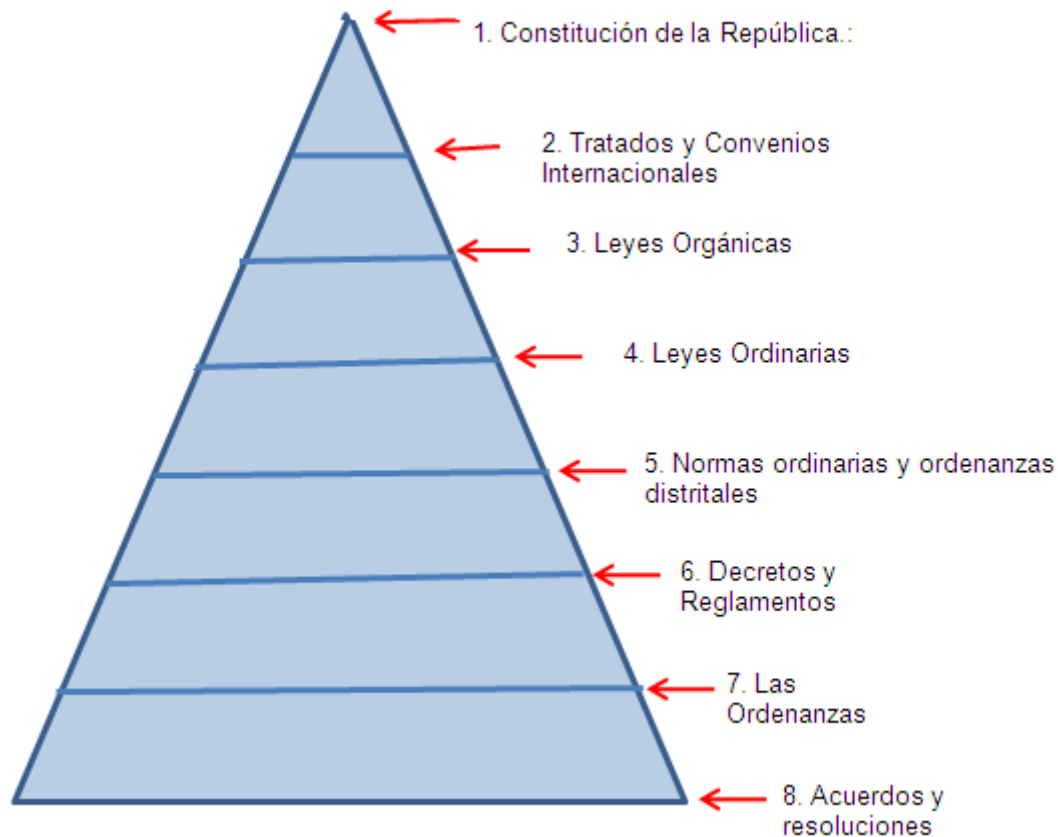 1. Constitución de la República.:
2. Tratados y Convenios
Internacionales
3. Leyes Orgánicas
4. Leyes Ordinarias
5. Normas ordinarias y ordenanzas
distritales
6. Decretos y
Reglamentos
7. Las
Ordenanzas
8. Acuerdos y
resoluciones